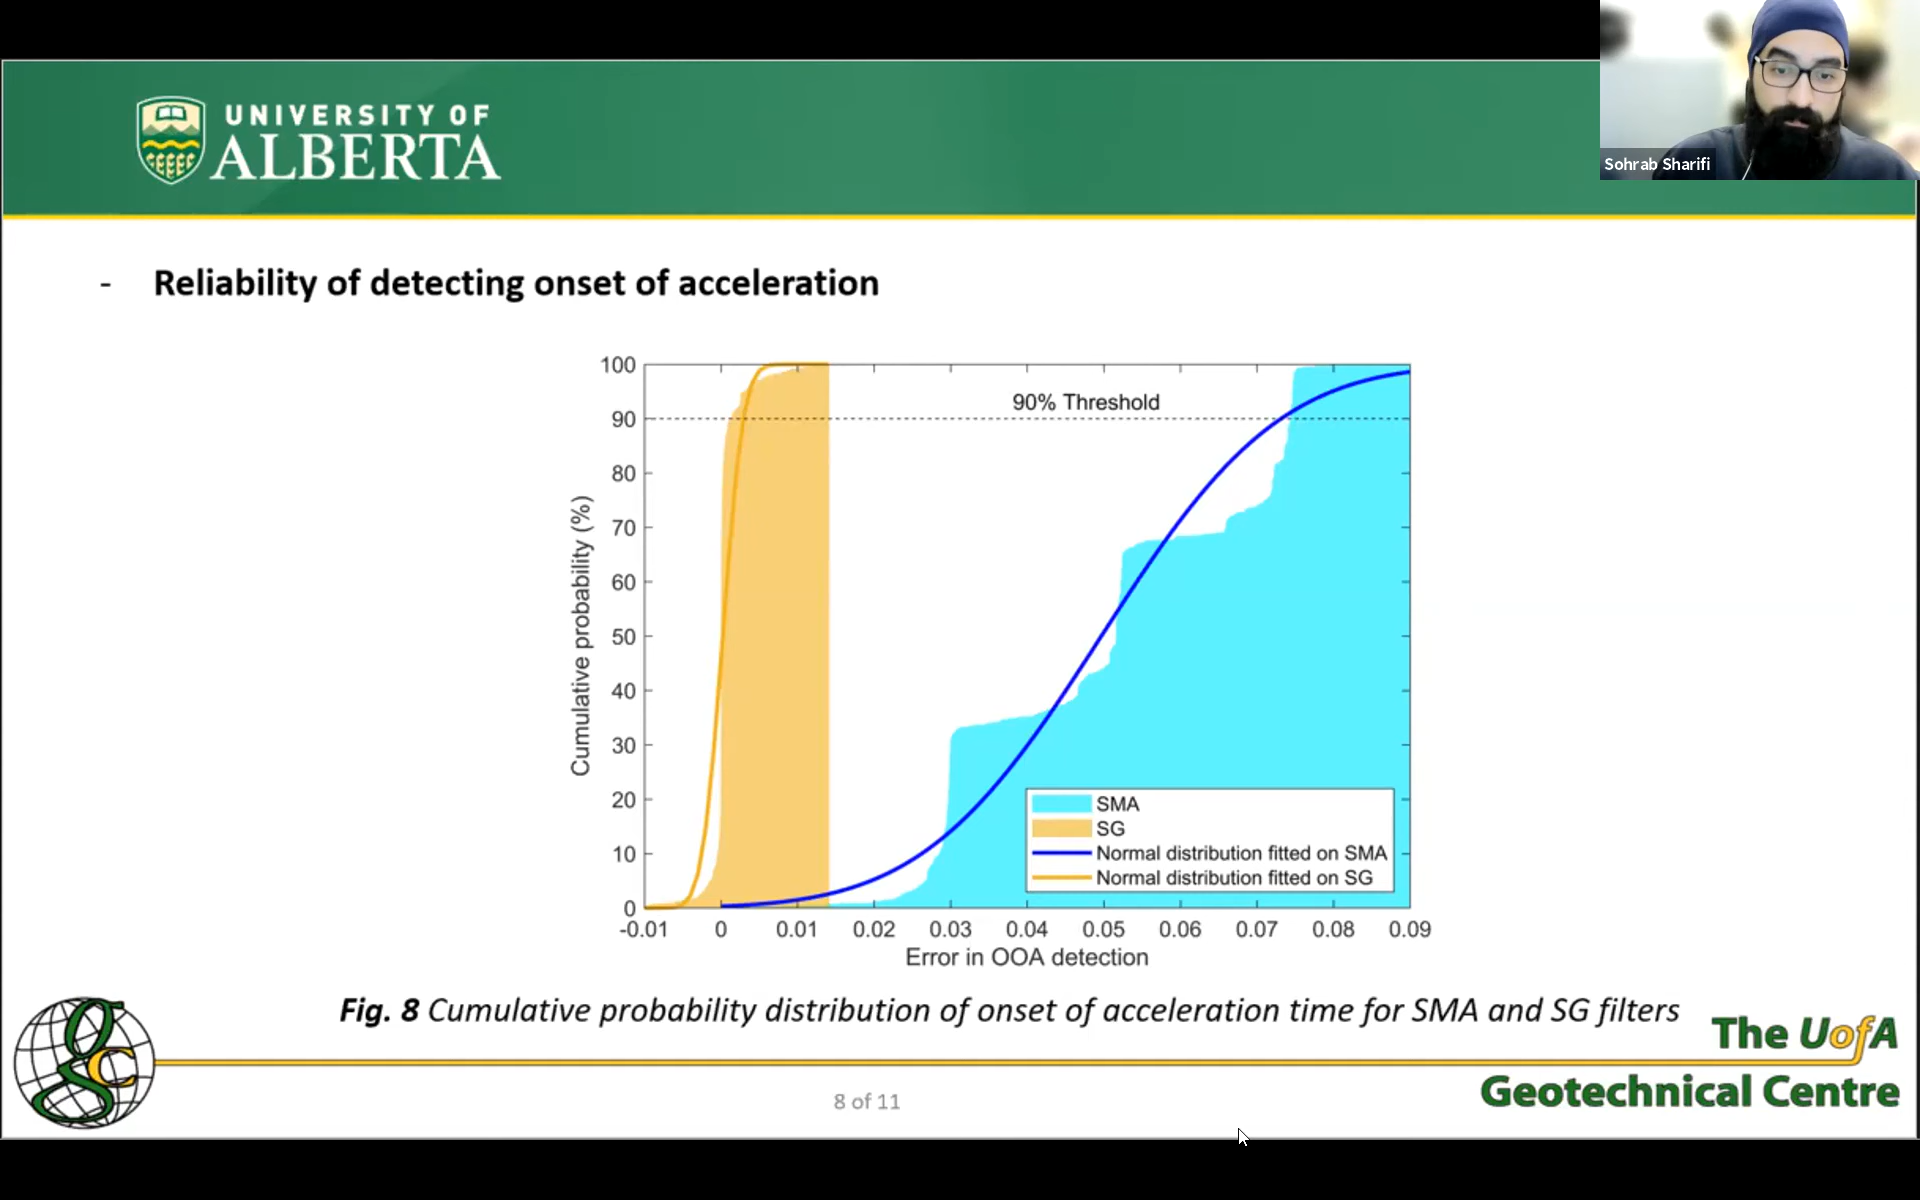 UNIVERSITY OF
ALBERTA
Sohrab Sharifi
- Reliability of detecting onset of acceleration
100
90
80
70
60
50
40
30
20
10
0
Cumulative probability (%)
90% Threshold
SMA
SG
Normal distribution fitted on SMA
Normal distribution fitted on SG
-0.01 0 0.01 0.02 0.03 0.04 0.05 0.06 0.07 0.08 0.09
Error in OOA detection
Fig. 8 Cumulative probability distribution of onset of acceleration time for SMA and SG filters
gc
The UofA
Geotechnical Centre
8 of 11